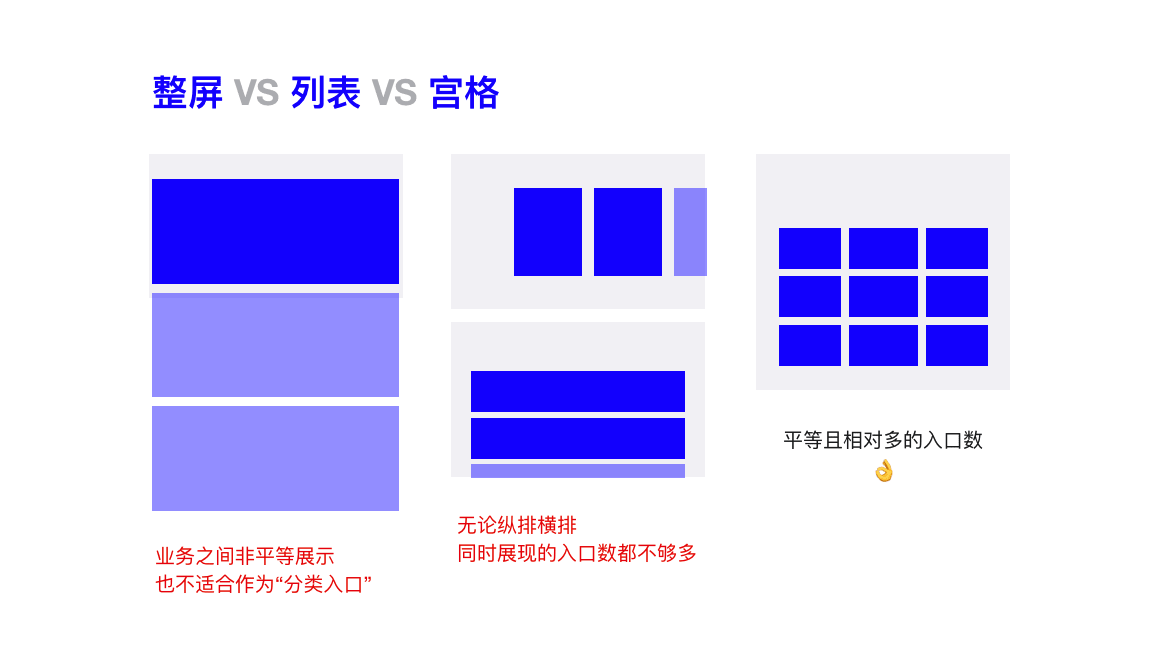 整屏 VS 列表 VS 宫格
业务之间非平等展示
也不适合作为“分类入口”
无论纵排横排
同时展现的入口数都不够多
平等且相对多的入口数
👌